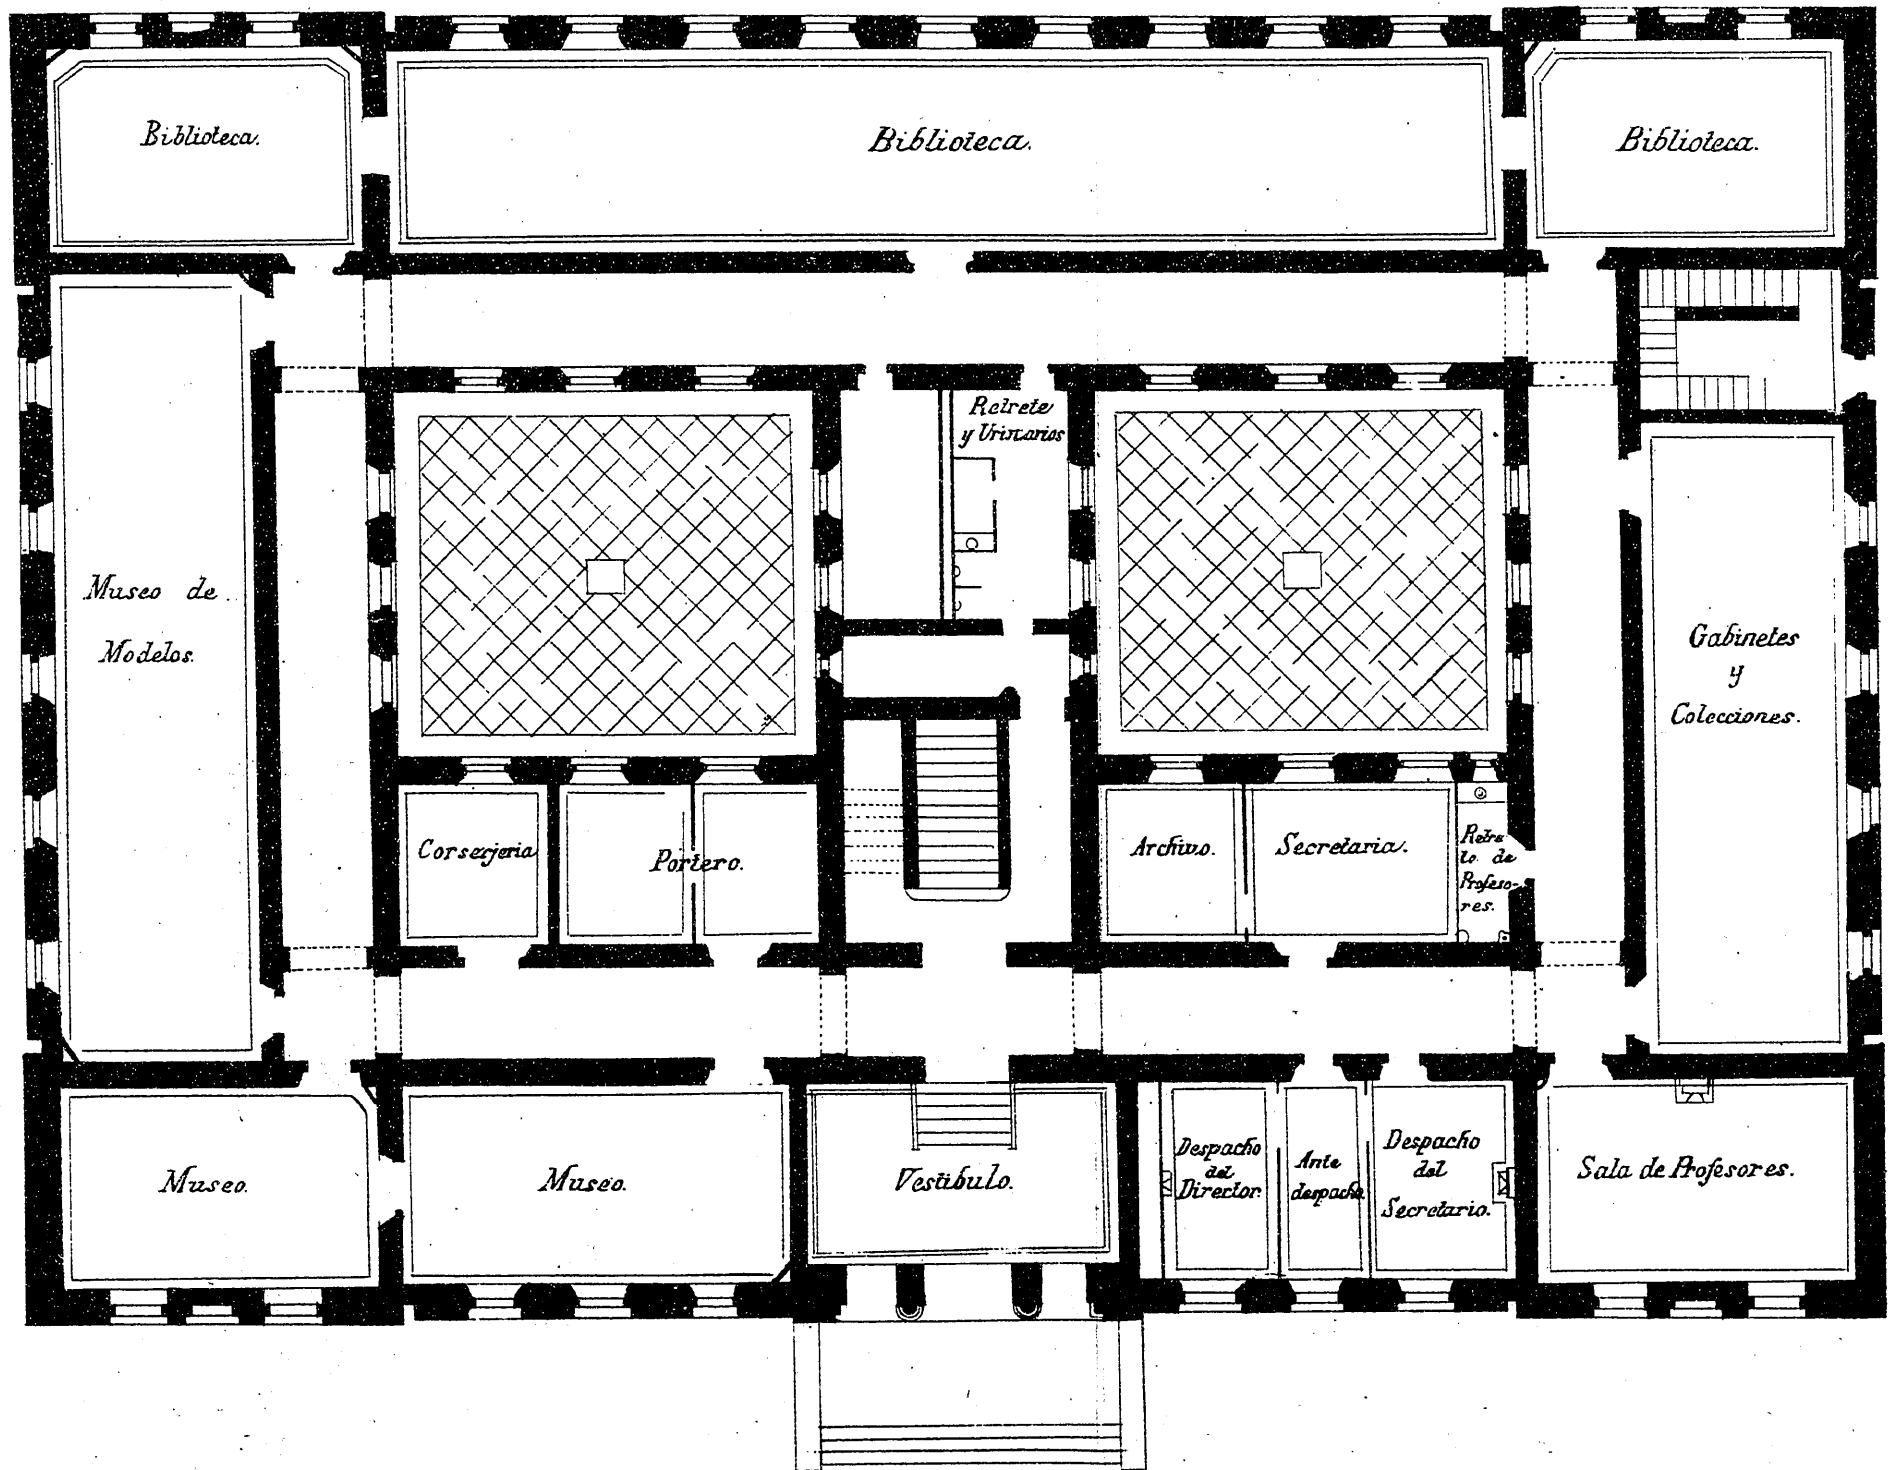 Biblioteca.
Biblioteca.
Biblioteca.
Retrete
y Urinarios
Museo de
Modelos.
Gabinetes
y
Colecciones.
Corserjeria
Portero.
Archivo.
Secretaria.
Retre
to de
Profeso-
res.
Museo.
Museo.
Vestibulo.
Despacho
del
Director.
Ante
despacho
Despacho
del
Secretario.
Sala de Profesores.